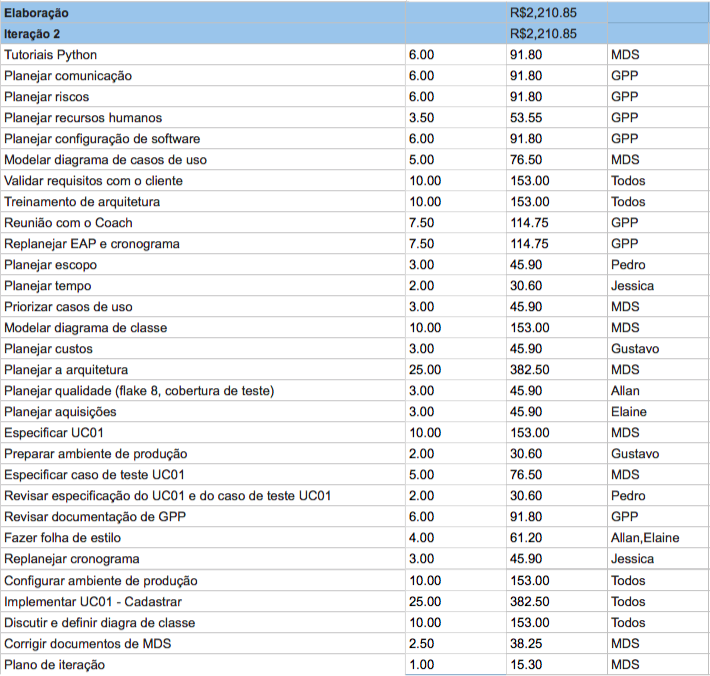 Elaboração R$2,210.85
Iteração 2 R$2,210.85
Tutoriais Python 6.00 91.80 MDS
Planejar comunicação 6.00 91.80 GPP
Planejar riscos 6.00 91.80 GPP
Planejar recursos humanos 3.50 53.55 GPP
Planejar configuração de software 6.00 91.80 GPP
Modelar diagrama de casos de uso 5.00 76.50 MDS
Validar requisitos com o cliente 10.00 153.00 Todos
Treinamento de arquitetura 10.00 153.00 Todos
Reunião com o Coach 7.50 114.75 GPP
Replanejar EAP e cronograma 7.50 114.75 GPP
Planejar escopo 3.00 45.90 Pedro
Planejar tempo 2.00 30.60 Jessica
Priorizar casos de uso 3.00 45.90 MDS
Modelar diagrama de classe 10.00 153.00 MDS
Planejar custos 3.00 45.90 Gustavo
Planejar a arquitetura 25.00 382.50 MDS
Planejar qualidade (flake 8, cobertura de teste) 3.00 45.90 Allan
Planejar aquisições 3.00 45.90 Elaine
Especificar UC01 10.00 153.00 MDS
Preparar ambiente de produção 2.00 30.60 Gustavo
Especificar caso de teste UC01 5.00 76.50 MDS
Revisar especificação do UC01 e do caso de teste UC01 2.00 30.60 Pedro
Revisar documentação de GPP 6.00 91.80 GPP
Fazer folha de estilo 4.00 61.20 Allan,Elaine
Replanejar cronograma 3.00 45.90 Jessica
Configurar ambiente de produção 10.00 153.00 Todos
Implementar UC01 - Cadastrar 25.00 382.50 Todos
Discutir e definir diagra de classe 10.00 153.00 Todos
Corrigir documentos de MDS 2.50 38.25 MDS
Plano de iteração 1.00 15.30 MDS